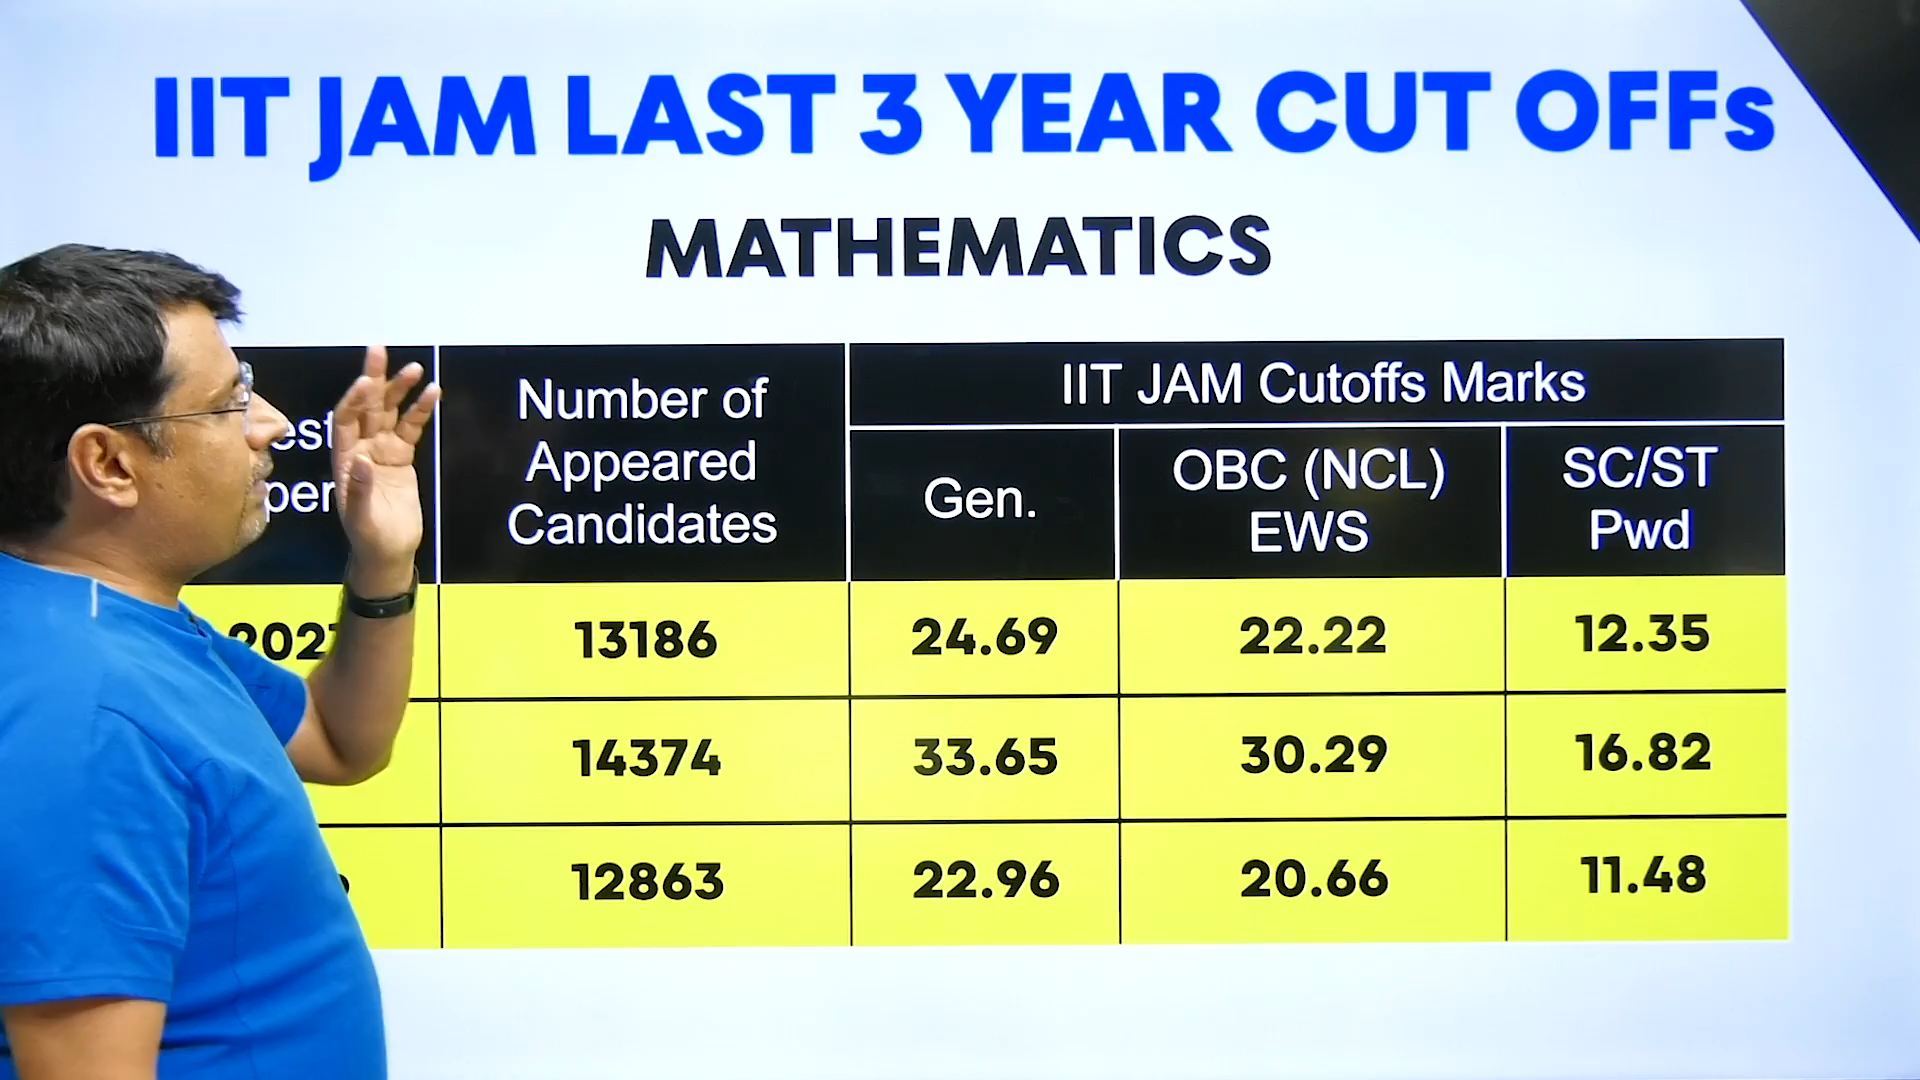 IIT JAM LAST 3 YEAR CUT OFFs
MATHEMATICS
Number of
Appeared
Candidates
IIT JAM Cutoffs Marks
Gen.
OBC (NCL)
EWS
SC/ST
Pwd
13186 24.69 22.22 12.35
14374 33.65 30.29 16.82
12863 22.96 20.66 11.48